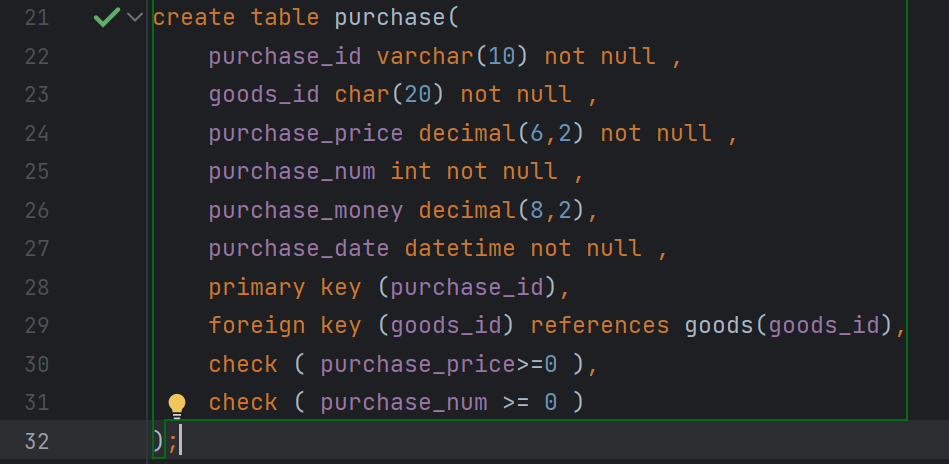 21 create table purchase(
22 purchase_id varchar(10) not null ,
23 goods_id char(20) not null ,
24 purchase_price decimal(6,2) not null ,
25 purchase_num int not null ,
26 purchase_money decimal(8,2),
27 purchase_date datetime not null ,
28 primary key (purchase_id),
29 foreign key (goods_id) references goods(goods_id),
30 check ( purchase_price>=0 ),
31 check ( purchase_num >= 0 )
32 );